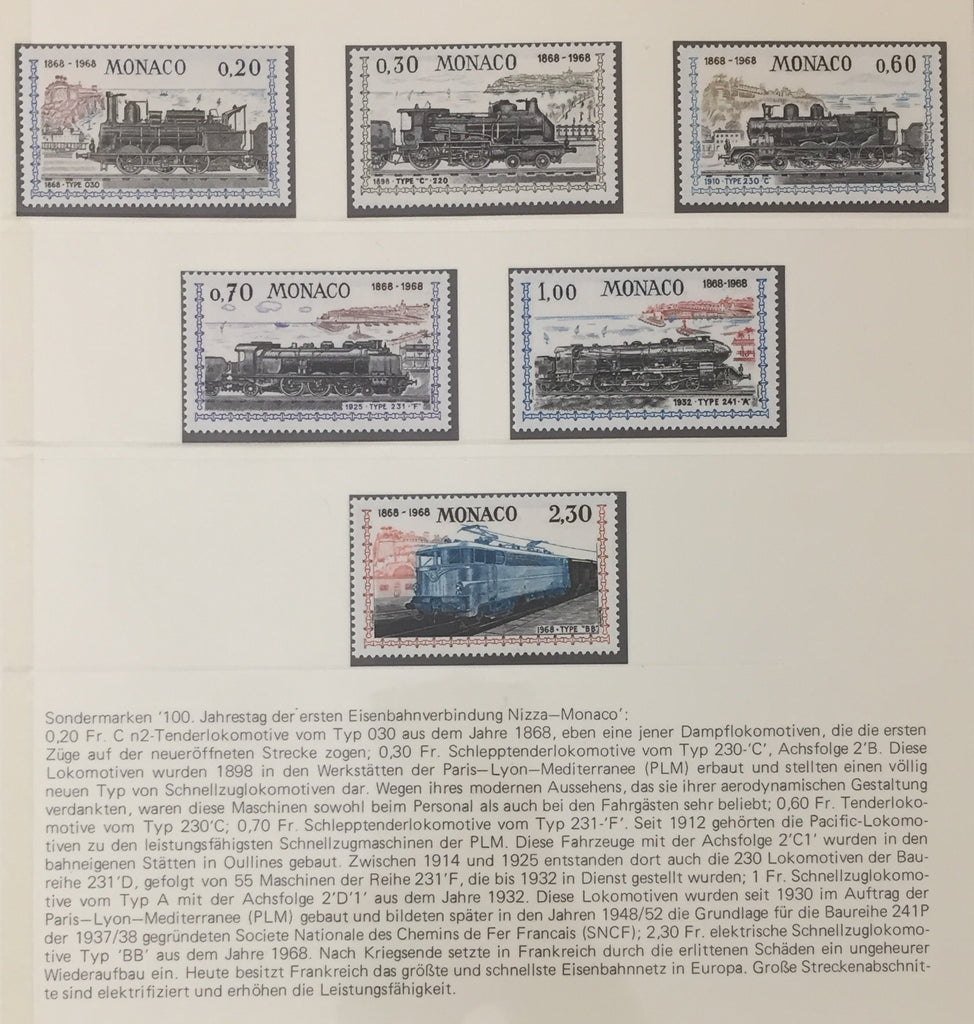 1868 - 1968 MONACO 0,20
1868 · TYPE 030
0,30 MONACO 1868 - 1968
1898 · TYPE "C" · 220
1868 - 1968 MONACO 0,60
1910 · TYPE 230 "C"
0,70 MONACO 1868-1968
1925 · TYPE 231 · "F"
1,00 MONACO 1868-1968
1932 · TYPE 241 · "A"
1868 - 1968 MONACO 2,30
1968 · TYPE "BB"
Sondermarken '100. Jahrestag der ersten Eisenbahnverbindung Nizza—Monaco':
0,20 Fr. C n2-Tenderlokomotive vom Typ 030 aus dem Jahre 1868, eben eine jener Dampflokomotiven, die die ersten
Züge auf der neueröffneten Strecke zogen; 0,30 Fr. Schlepptenderlokomotive vom Typ 230-'C', Achsfolge 2'B. Diese
Lokomotiven wurden 1898 in den Werkstätten der Paris—Lyon—Mediterranee (PLM) erbaut und stellten einen völlig
neuen Typ von Schnellzuglokomotiven dar. Wegen ihres modernen Aussehens, das sie ihrer aerodynamischen Gestaltung
verdankten, waren diese Maschinen sowohl beim Personal als auch bei den Fahrgästen sehr beliebt; 0,60 Fr. Tenderloko-
motive vom Typ 230'C; 0,70 Fr. Schlepptenderlokomotive vom Typ 231-'F'. Seit 1912 gehörten die Pacific-Lokomo-
tiven zu den leistungsfähigsten Schnellzugmaschinen der PLM. Diese Fahrzeuge mit der Achsfolge 2'C1' wurden in den
bahneigenen Stätten in Oullines gebaut. Zwischen 1914 und 1925 entstanden dort auch die 230 Lokomotiven der Bau-
reihe 231'D, gefolgt von 55 Maschinen der Reihe 231'F, die bis 1932 in Dienst gestellt wurden; 1 Fr. Schnellzuglokomo-
tive vom Typ A mit der Achsfolge 2'D'1' aus dem Jahre 1932. Diese Lokomotiven wurden seit 1930 im Auftrag der
Paris—Lyon—Mediterranee (PLM) gebaut und bildeten später in den Jahren 1948/52 die Grundlage für die Baureihe 241P
der 1937/38 gegründeten Societe Nationale des Chemins de Fer Francais (SNCF); 2,30 Fr. elektrische Schnellzuglokomo-
tive Typ 'BB' aus dem Jahre 1968. Nach Kriegsende setzte in Frankreich durch die erlittenen Schäden ein ungeheurer
Wiederaufbau ein. Heute besitzt Frankreich das größte und schnellste Eisenbahnnetz in Europa. Große Streckenabschnit-
te sind elektrifiziert und erhöhen die Leistungsfähigkeit.